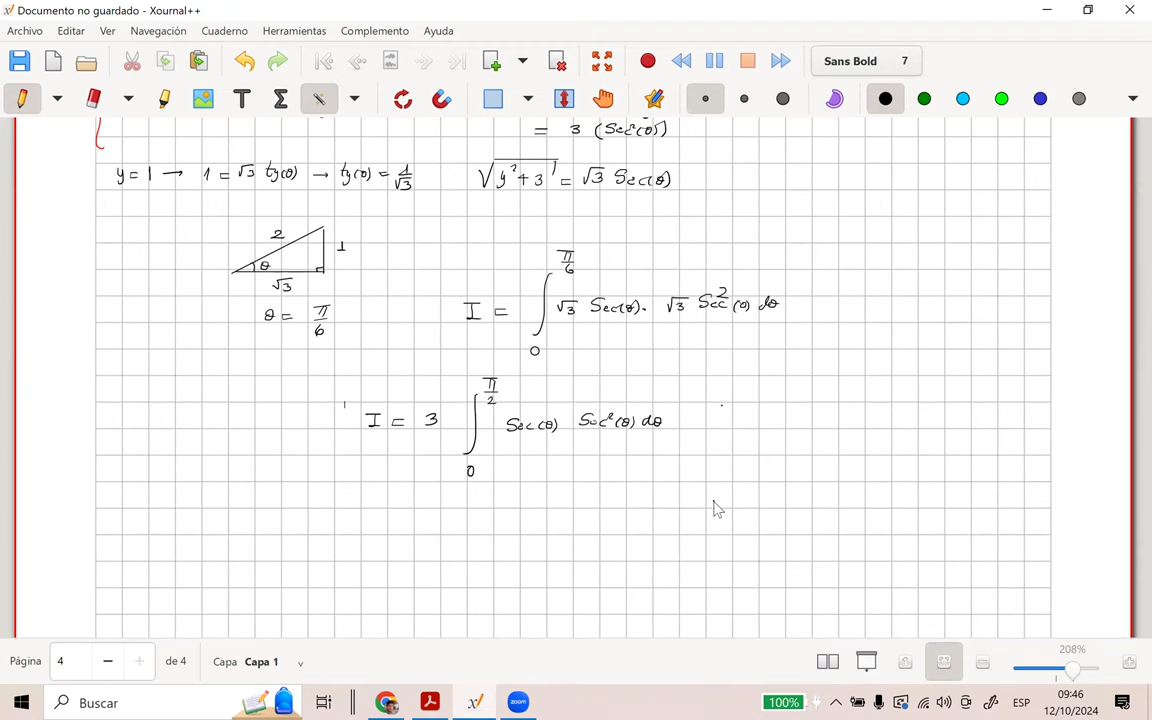 Documento no guardado - Xournal++
Archivo Editar Ver Navegación Cuaderno Herramientas Complemento Ayuda
Sans Bold 7
= 3 (Sec²(θ))
y = 1 → 1 = √3 tg(θ) → tg(θ) = 1/√3
√(y²+3) = √3 Sec(θ)
2
1
θ
√3
θ = π/6
I = ∫₀^(π/6) √3 Sec(θ). √3 Sec²(θ) dθ
I = 3 ∫₀^(π/2) Sec(θ) Sec²(θ) dθ
Página 4 de 4 Capa Capa 1
208%
Buscar
zoom
100%
ESP
09:46
12/10/2024